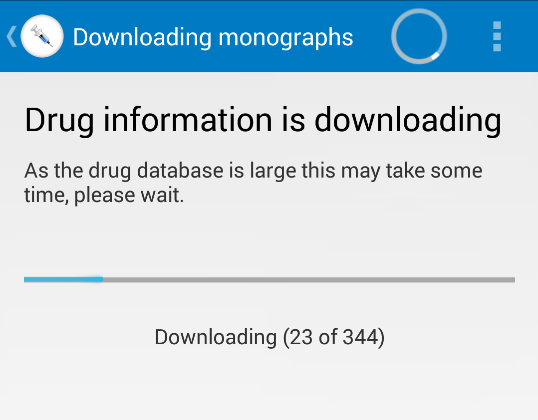 Downloading monographs
Drug information is downloading
As the drug database is large this may take some
time, please wait.
Downloading (23 of 344)